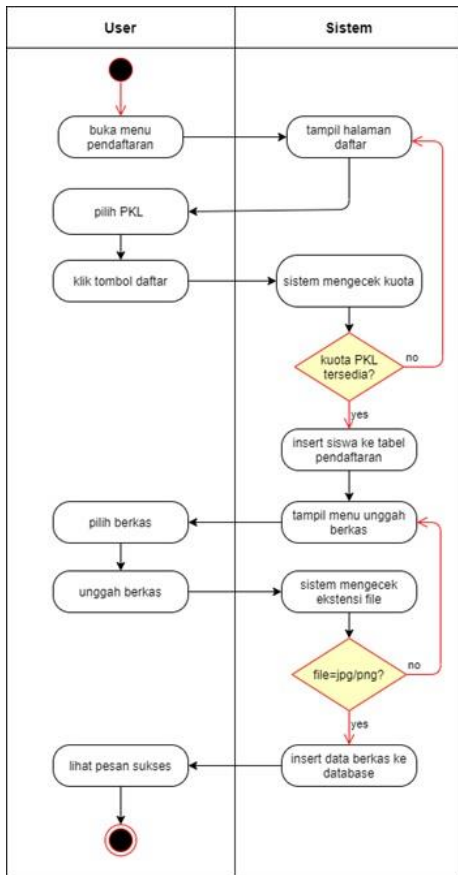 User
Sistem
buka menu
pendaftaran
tampil halaman
daftar
pilih PKL
klik tombol daftar
sistem mengecek kuota
kuota PKL
tersedia?
no
yes
insert siswa ke tabel
pendaftaran
tampil menu unggah
berkas
pilih berkas
unggah berkas
sistem mengecek
ekstensi file
file=jpg/png?
no
yes
insert data berkas ke
database
lihat pesan sukses